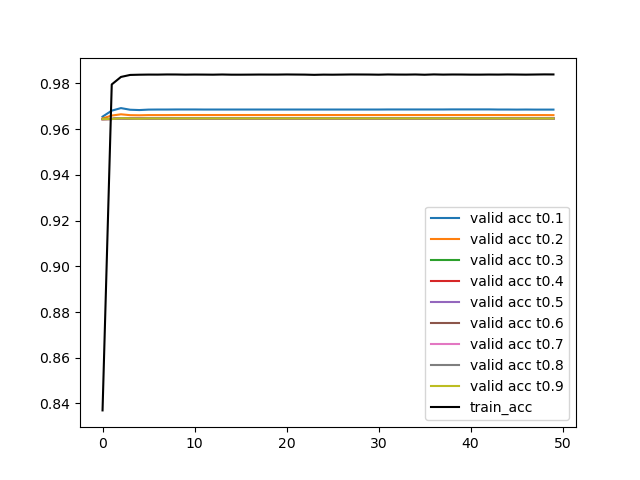 0.98
0.96
0.94
0.92
0.90
0.88
0.86
0.84
0
10
20
30
40
50
valid acc t0.1
valid acc t0.2
valid acc t0.3
valid acc t0.4
valid acc t0.5
valid acc t0.6
valid acc t0.7
valid acc t0.8
valid acc t0.9
train_acc